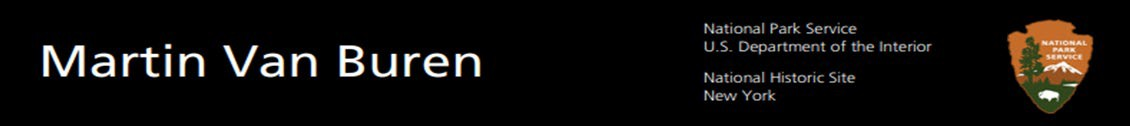 Martin Van Buren
National Park Service
U.S. Department of the Interior
National Historic Site
New York
NATIONAL
PARK
SERVICE